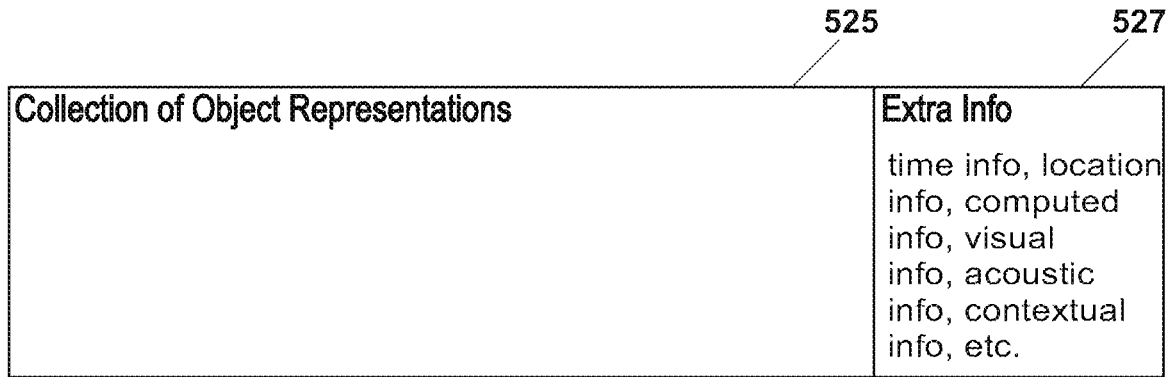 525
527
Collection of Object Representations
Extra Info
time info, location
info, computed
info, visual
info, acoustic
info, contextual
info, etc.